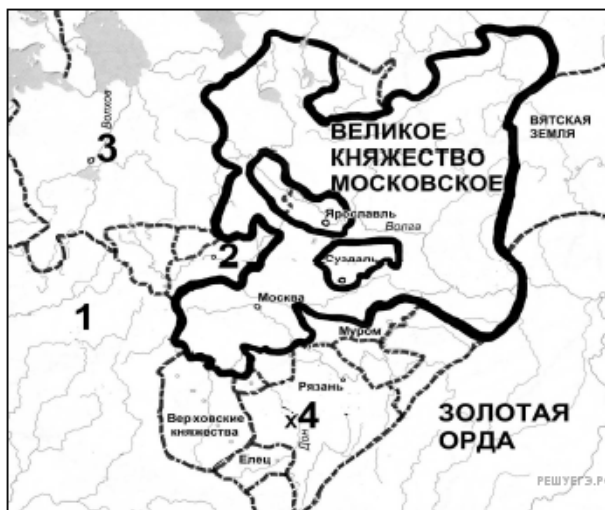 Волхов
3
ВЕЛИКОЕ
КНЯЖЕСТВО
МОСКОВСКОЕ
ВЯТСКАЯ
ЗЕМЛЯ
Ярославль
Волга
2
Суздаль
1
Москва
Муром
Рязань
Верховские
княжества
х4
Дон
Елец
ЗОЛОТАЯ
ОРДА
РЕШУЕГЭ.РФ